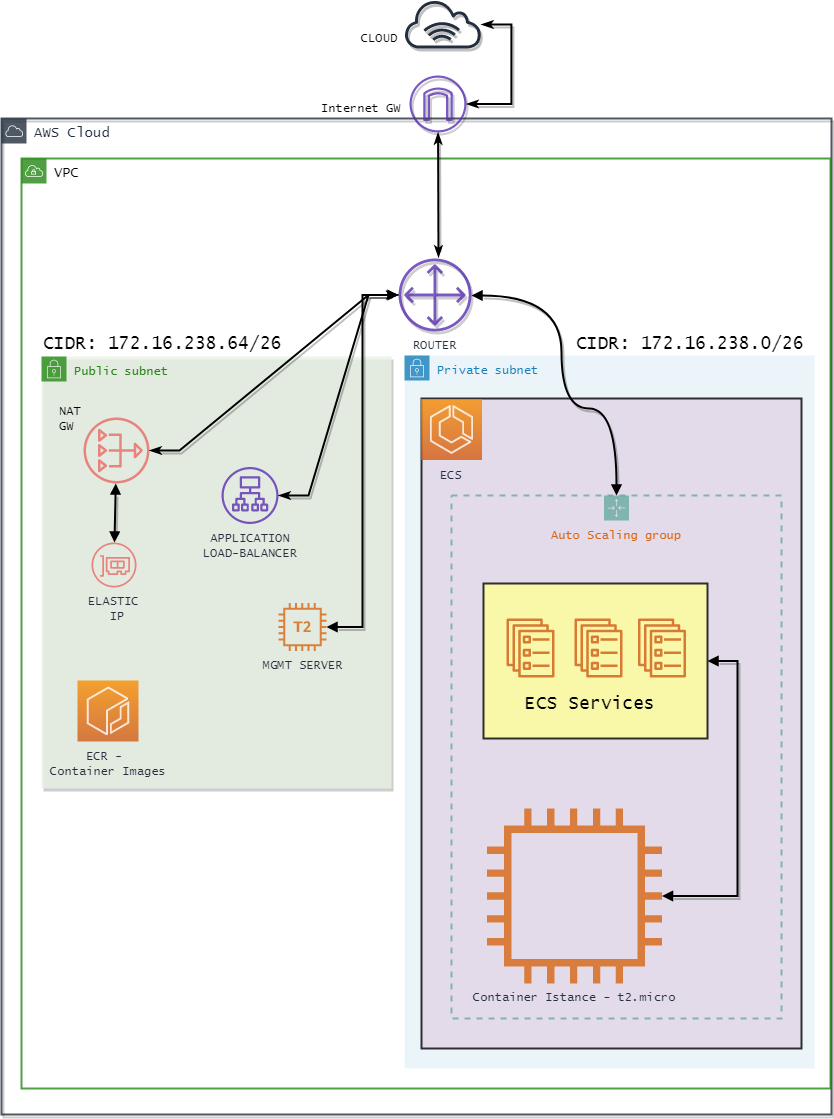 CLOUD
Internet GW
AWS Cloud
VPC
ROUTER
CIDR: 172.16.238.64/26
CIDR: 172.16.238.0/26
Public subnet
Private subnet
NAT
GW
ECS
APPLICATION
LOAD-BALANCER
Auto Scaling group
ELASTIC
IP
T2
MGMT SERVER
ECS Services
ECR -
Container Images
Container Istance - t2.micro